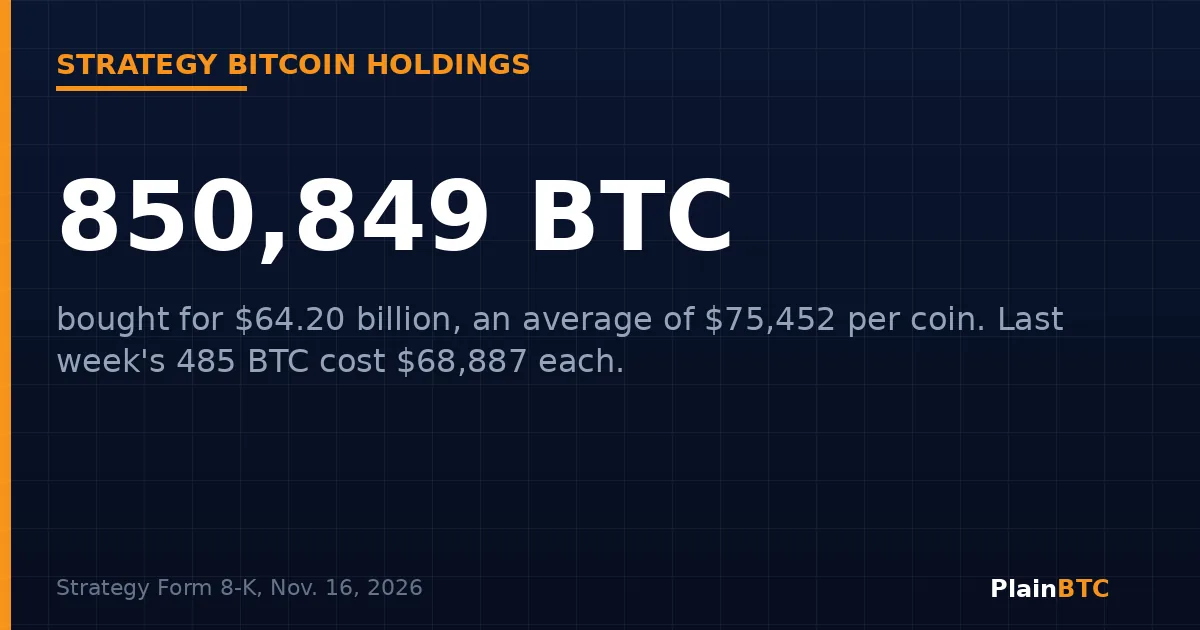 STRATEGY BITCOIN HOLDINGS
850,849 BTC
bought for $64.20 billion, an average of $75,452 per coin. Last
week's 485 BTC cost $68,887 each.
Strategy Form 8-K, Nov. 16, 2026
PlainBTC